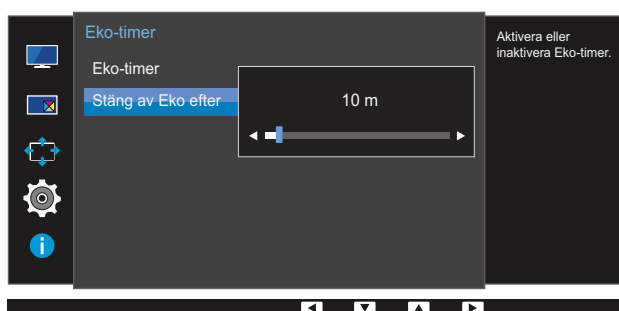 Eko-timer
Eko-timer
Stäng av Eko efter
10 m
Aktivera eller
inaktivera Eko-timer.